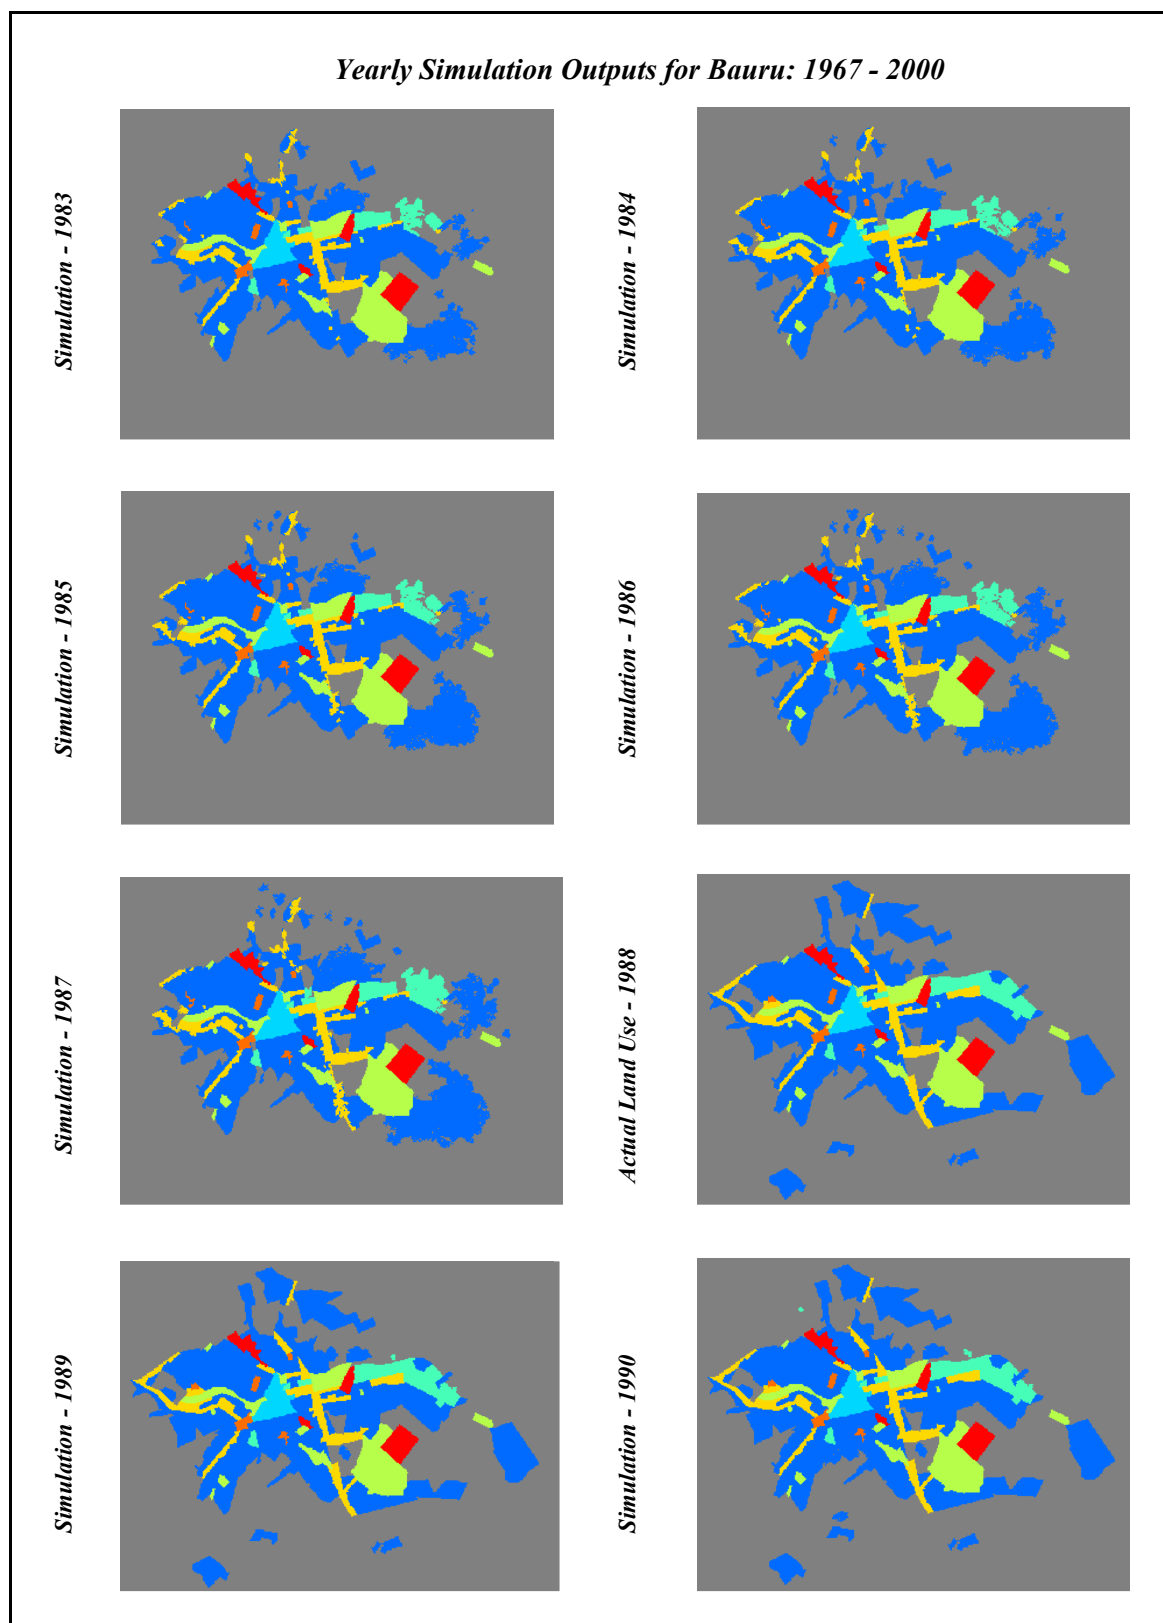 Yearly Simulation Outputs for Bauru: 1967 - 2000
Simulation - 1983
Simulation - 1984
Simulation - 1985
Simulation - 1986
Simulation - 1987
Actual Land Use - 1988
Simulation - 1989
Simulation - 1990